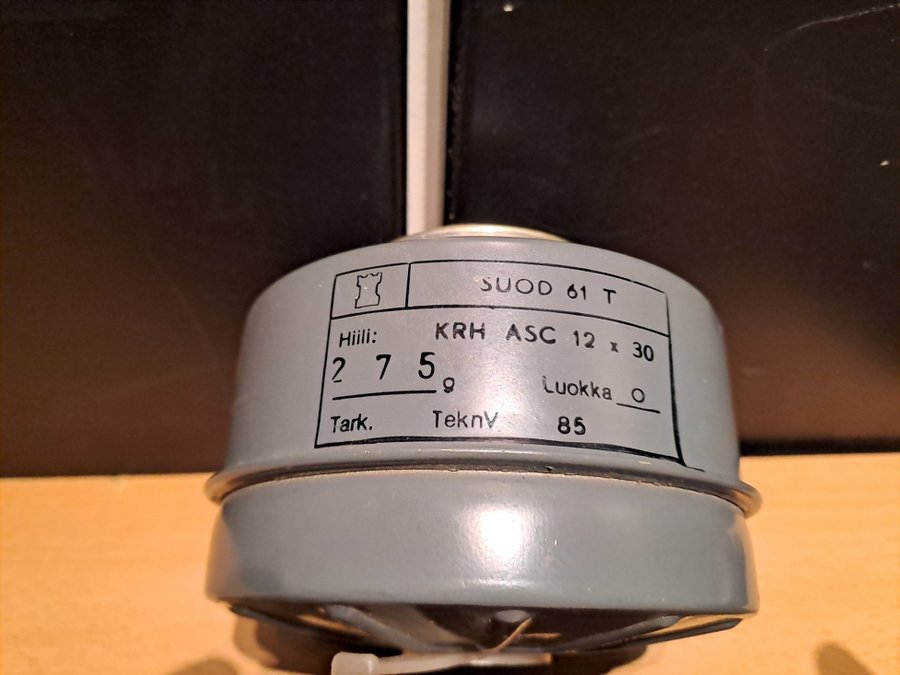 SUOD 61 T
Hiili: KRH ASC 12 x 30
2 7 5 g Luokka O
Tark. TeknV 85